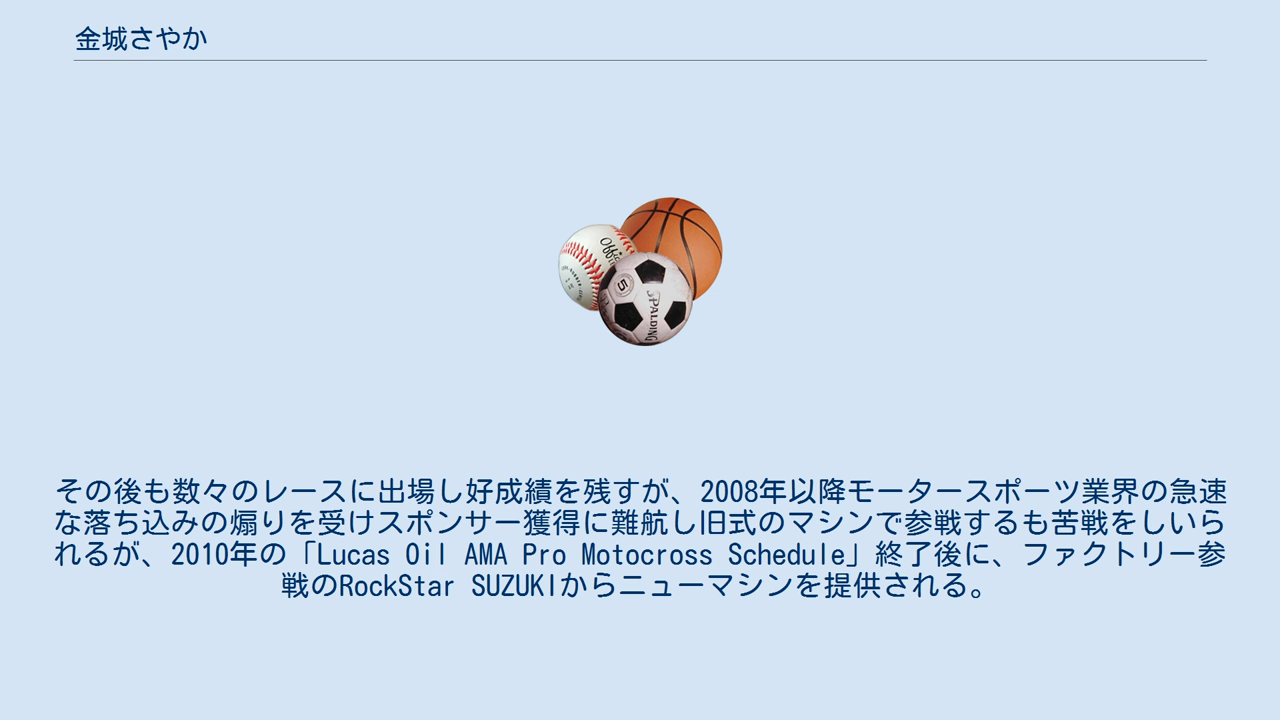 金城さやか
Offic
5
SPALDING
その後も数々のレースに出場し好成績を残すが、2008年以降モータースポーツ業界の急速
な落ち込みの煽りを受けスポンサー獲得に難航し旧式のマシンで参戦するも苦戦をしいら
れるが、2010年の「Lucas Oil AMA Pro Motocross Schedule」終了後に、ファクトリー参
戦のRockStar SUZUKIからニューマシンを提供される。